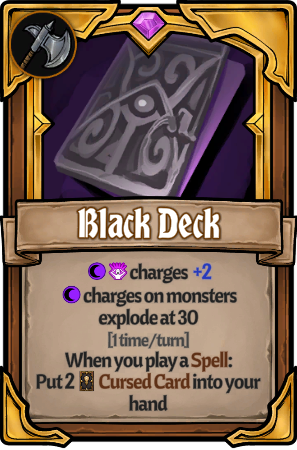 Black Deck
charges +2
charges on monsters
explode at 30
[1 time/turn]
When you play a Spell:
Put 2 Cursed Card into your
hand